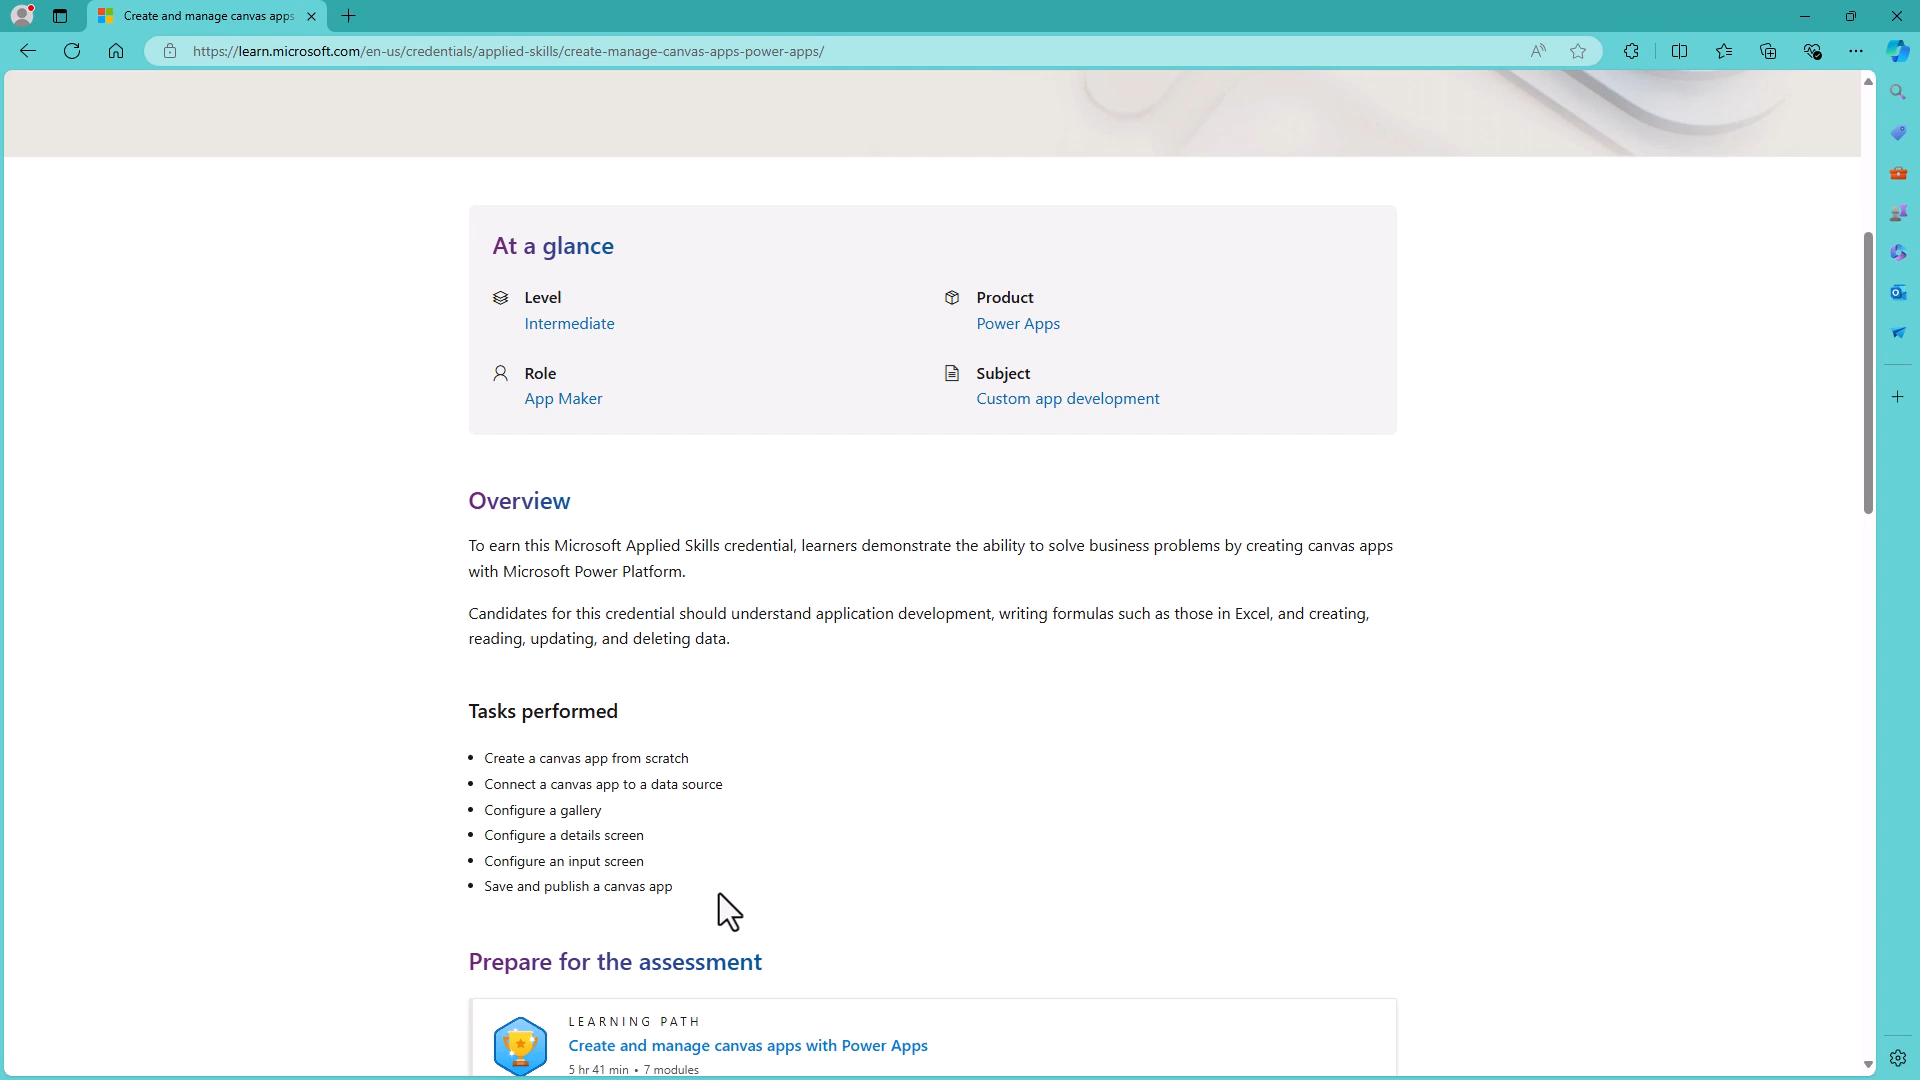 Create and manage canvas apps
https://learn.microsoft.com/en-us/credentials/applied-skills/create-manage-canvas-apps-power-apps/
At a glance
Level
Intermediate
Product
Power Apps
Role
App Maker
Subject
Custom app development
Overview
To earn this Microsoft Applied Skills credential, learners demonstrate the ability to solve business problems by creating canvas apps
with Microsoft Power Platform.
Candidates for this credential should understand application development, writing formulas such as those in Excel, and creating,
reading, updating, and deleting data.
Tasks performed
• Create a canvas app from scratch
• Connect a canvas app to a data source
• Configure a gallery
• Configure a details screen
• Configure an input screen
• Save and publish a canvas app
Prepare for the assessment
LEARNING PATH
Create and manage canvas apps with Power Apps
5 hr 41 min • 7 modules